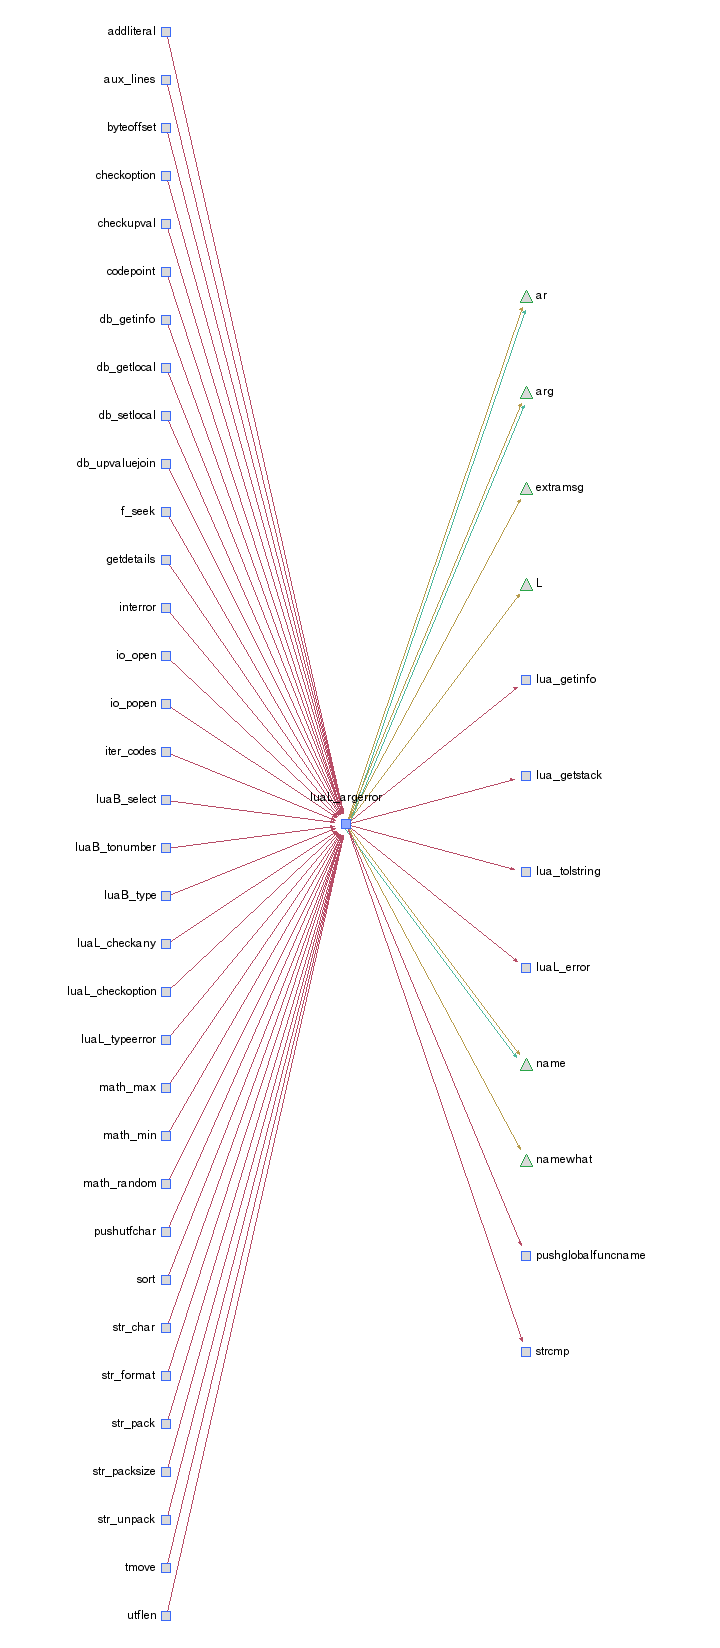 addliteral
aux_lines
byteoffset
checkoption
checkupval
codepoint
db_getinfo
db_getlocal
db_setlocal
db_upvaluejoin
f_seek
getdetails
interror
io_open
io_popen
iter_codes
luaB_select
luaB_tonumber
luaB_type
luaL_checkany
luaL_checkoption
luaL_typeerror
math_max
math_min
math_random
pushutfchar
sort
str_char
str_format
str_pack
str_packsize
str_unpack
tmove
utflen
luaL_argerror
ar
arg
extramsg
L
lua_getinfo
lua_getstack
lua_tolstring
luaL_error
name
namewhat
pushglobalfuncname
strcmp